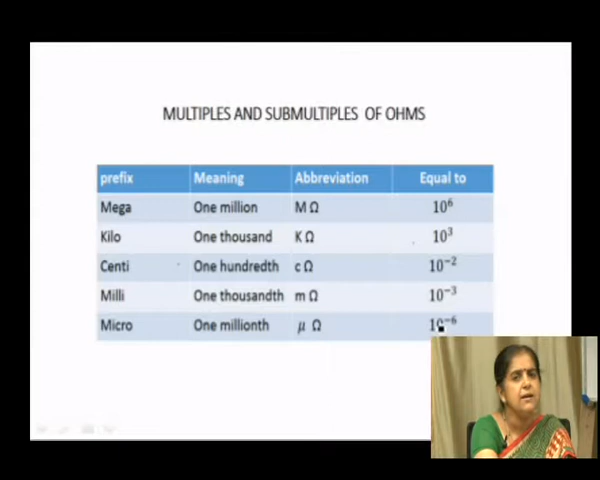 MULTIPLES AND SUBMULTIPLES OF OHMS
prefix Meaning Abbreviation Equal to
Mega One million M Ω 10⁶
Kilo One thousand K Ω 10³
Centi One hundredth c Ω 10⁻²
Milli One thousandth m Ω 10⁻³
Micro One millionth μ Ω 10⁻⁶